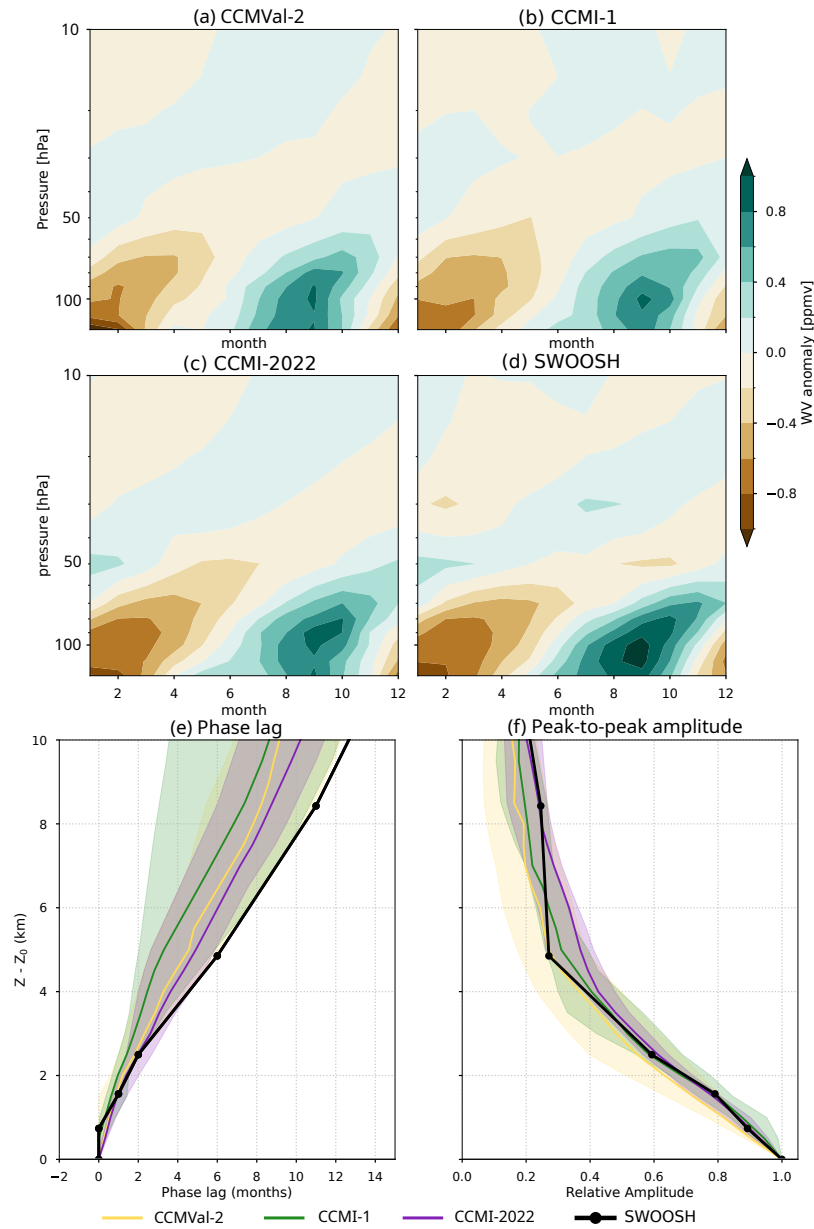 (a) CCMVal-2
(b) CCMI-1
10
50
100
Pressure [hPa]
month
month
0.8
0.4
0.0
−0.4
−0.8
WV anomaly [ppmv]
(c) CCMI-2022
(d) SWOOSH
10
50
100
pressure [hPa]
2 4 6 8 10 12
2 4 6 8 10 12
month
month
(e) Phase lag
(f) Peak-to-peak amplitude
10
8
6
4
2
0
Z - Z0 (km)
−2 0 2 4 6 8 10 12 14
0.0 0.2 0.4 0.6 0.8 1.0
Phase lag (months)
Relative Amplitude
CCMVal-2 CCMI-1 CCMI-2022 SWOOSH